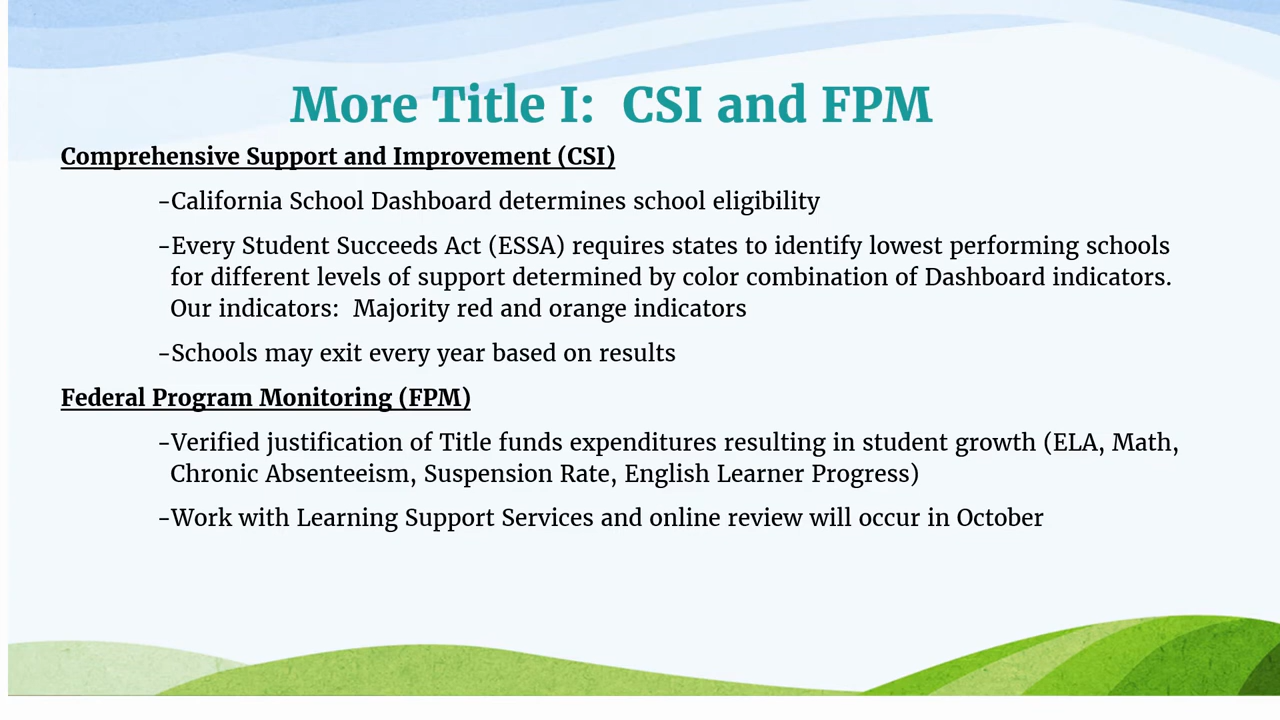 More Title I:  CSI and FPM
Comprehensive Support and Improvement (CSI)
-California School Dashboard determines school eligibility
-Every Student Succeeds Act (ESSA) requires states to identify lowest performing schools
for different levels of support determined by color combination of Dashboard indicators.
Our indicators:  Majority red and orange indicators
-Schools may exit every year based on results
Federal Program Monitoring (FPM)
-Verified justification of Title funds expenditures resulting in student growth (ELA, Math,
Chronic Absenteeism, Suspension Rate, English Learner Progress)
-Work with Learning Support Services and online review will occur in October